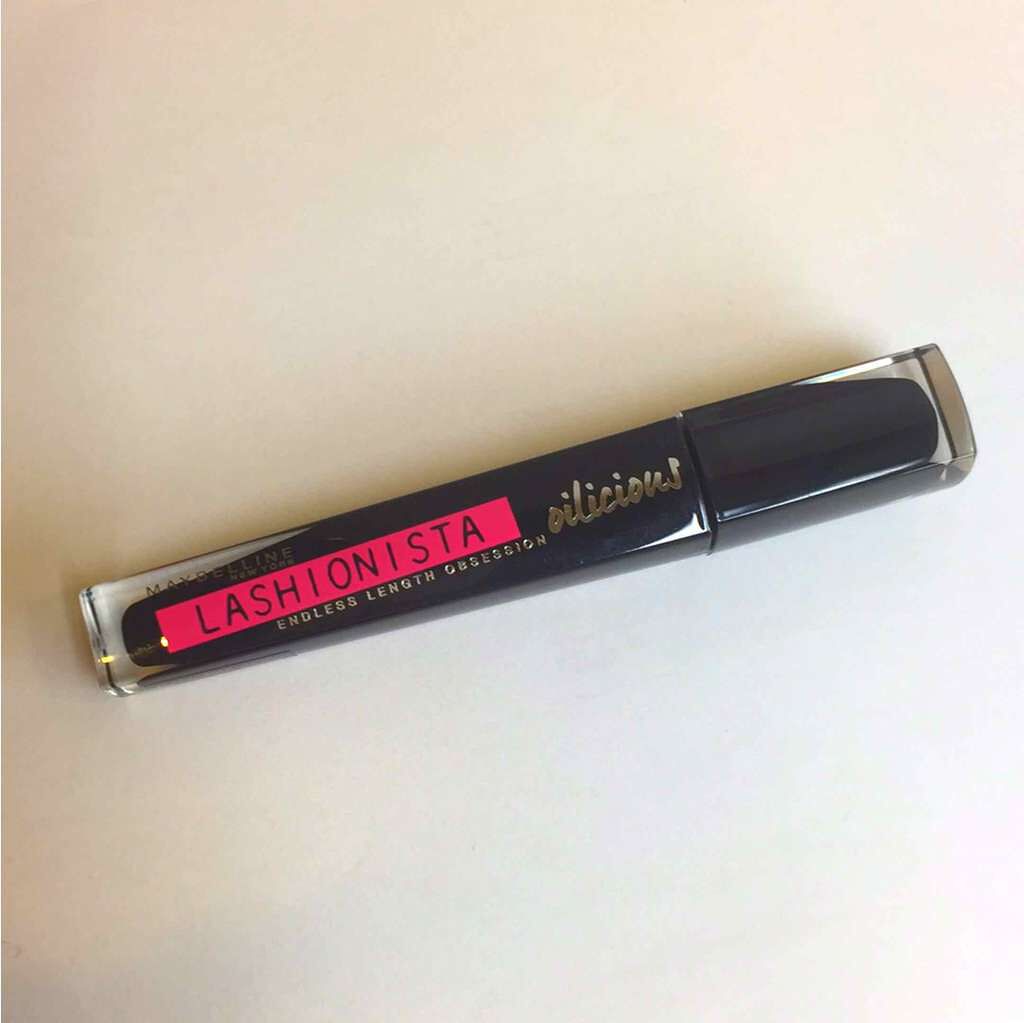 MAYBELLINE
NEW YORK
LASHIONISTA
ENDLESS LENGTH OBSESSION
oilicious